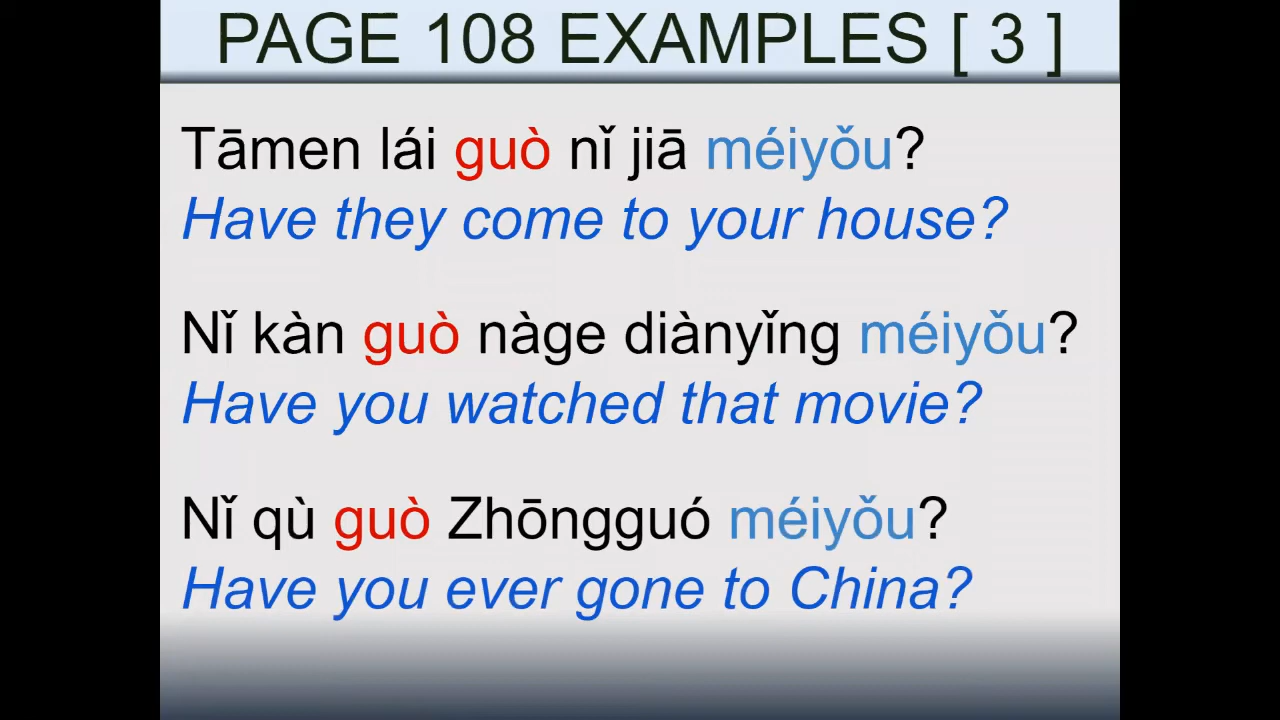 PAGE 108 EXAMPLES [ 3 ]
Tāmen lái guò nǐ jiā méiyǒu?
Have they come to your house?
Nǐ kàn guò nàge diànyǐng méiyǒu?
Have you watched that movie?
Nǐ qù guò Zhōngguó méiyǒu?
Have you ever gone to China?